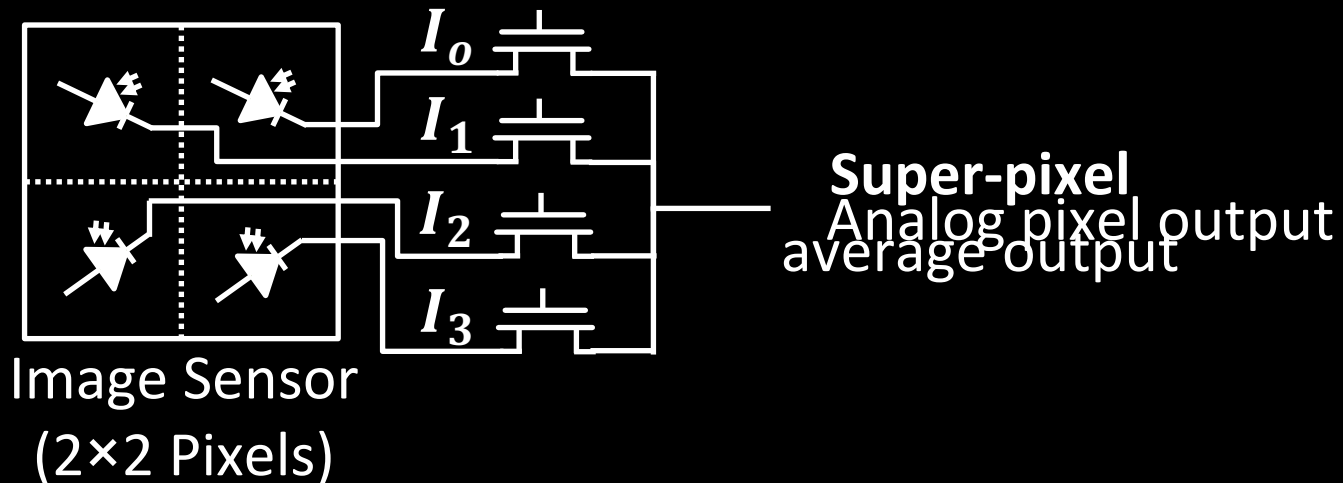 I₀
I₁
I₂
I₃
Super-pixel
Analog pixel output
average output
Image Sensor
(2×2 Pixels)